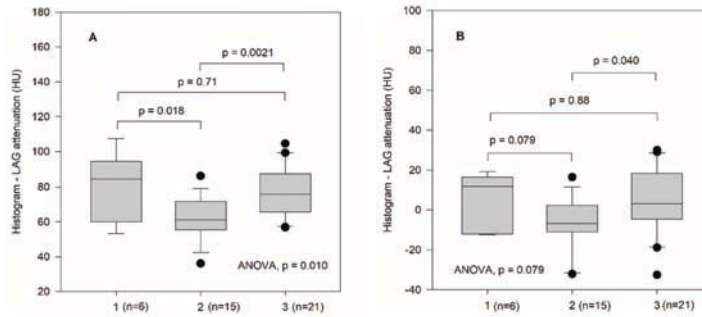 A
Histogram - LAG attenuation (HU)
180
160
140
120
100
80
60
40
20
p = 0.0021
p = 0.71
p = 0.018
ANOVA, p = 0.010
1 (n=6)
2 (n=15)
3 (n=21)
B
Histogram - LAG attenuation (HU)
100
80
60
40
20
0
-20
-40
p = 0.040
p = 0.88
p = 0.079
ANOVA, p = 0.079
1 (n=6)
2 (n=15)
3 (n=21)